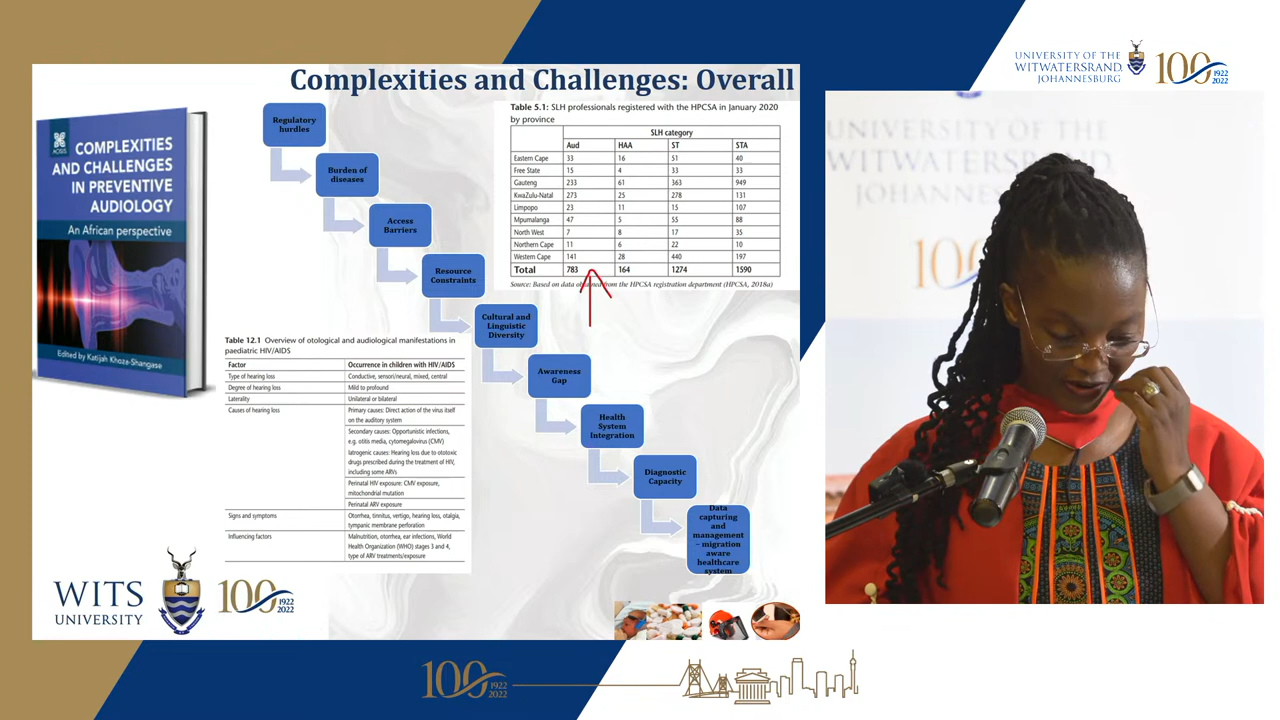 UNIVERSITY OF THE
WITWATERSRAND,
JOHANNESBURG
100
1922
2022
Complexities and Challenges: Overall
AOSIS
COMPLEXITIES
AND CHALLENGES
IN PREVENTIVE
AUDIOLOGY
An African perspective
Edited by Katijah Khoza-Shangase
Regulatory
hurdles
Burden of
diseases
Access
Barriers
Resource
Constraints
Cultural and
Linguistic
Diversity
Awareness
Gap
Health
System
Integration
Diagnostic
Capacity
Data
capturing
and
management
– migration
aware
healthcare
system
Table 5.1: SLH professionals registered with the HPCSA in January 2020
by province
SLH category
Aud HAA ST STA
Eastern Cape 33 16 51 40
Free State 15 4 33 33
Gauteng 233 61 363 949
KwaZulu-Natal 273 25 278 131
Limpopo 23 11 15 107
Mpumalanga 47 5 55 88
North West 7 8 17 35
Northern Cape 11 6 22 10
Western Cape 141 28 440 197
Total 783 164 1274 1590
Source: Based on data obtained from the HPCSA registration department (HPCSA, 2018a)
Table 12.1 Overview of otological and audiological manifestations in
paediatric HIV/AIDS
Factor Occurrence in children with HIV/AIDS
Type of hearing loss Conductive, sensori/neural, mixed, central
Degree of hearing loss Mild to profound
Laterality Unilateral or bilateral
Causes of hearing loss Primary causes: Direct action of the virus itself
on the auditory system
Secondary causes: Opportunistic infections,
e.g. otitis media, cytomegalovirus (CMV)
Iatrogenic causes: Hearing loss due to ototoxic
drugs prescribed during the treatment of HIV,
including some ARVs
Perinatal HIV exposure: CMV exposure,
mitochondrial mutation
Perinatal ARV exposure
Signs and symptoms Otorrhea, tinnitus, vertigo, hearing loss, otalgia,
tympanic membrane perforation
Influencing factors Malnutrition, otorrhea, ear infections, World
Health Organization (WHO) stages 3 and 4,
type of ARV treatments/exposure
WITS
UNIVERSITY
100
1922
2022
UNIVERSITY OF THE
WITWATERSRAND
JOHANNESBURG
100
100
1922
2022